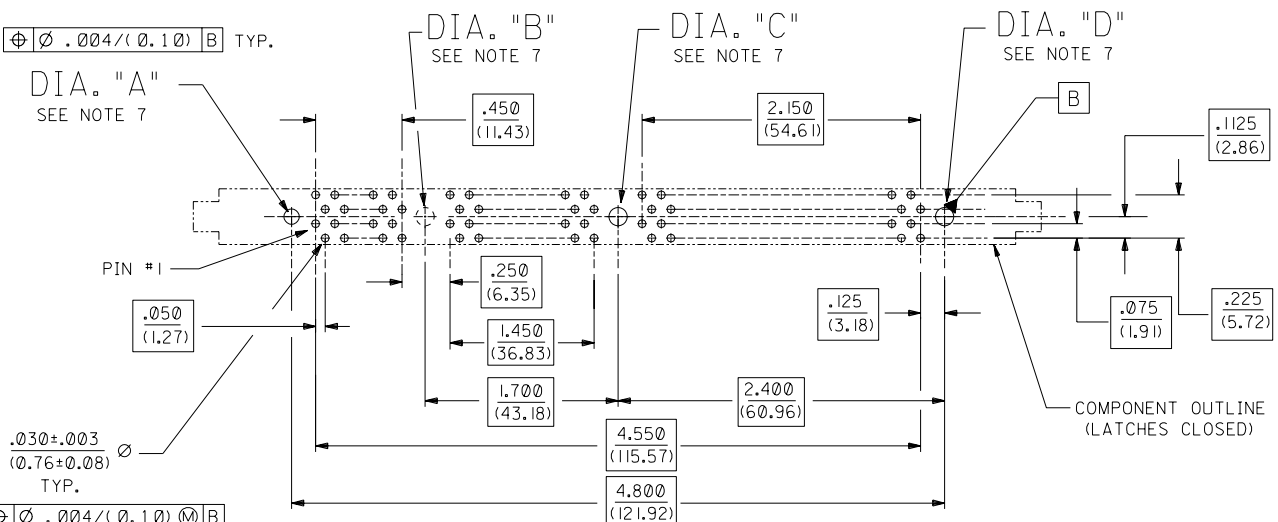 ⌖ Ø .004/(0.10) B TYP.
DIA. "A"
SEE NOTE 7
DIA. "B"
SEE NOTE 7
DIA. "C"
SEE NOTE 7
DIA. "D"
SEE NOTE 7
B
.450
(11.43)
2.150
(54.61)
.1125
(2.86)
PIN #1
.050
(1.27)
.250
(6.35)
1.450
(36.83)
.125
(3.18)
.075
(1.91)
.225
(5.72)
1.700
(43.18)
2.400
(60.96)
COMPONENT OUTLINE
(LATCHES CLOSED)
4.550
(115.57)
4.800
(121.92)
.030±.003
(0.76±0.08) Ø
TYP.
⌖ Ø .004/(0.10) Ⓜ B